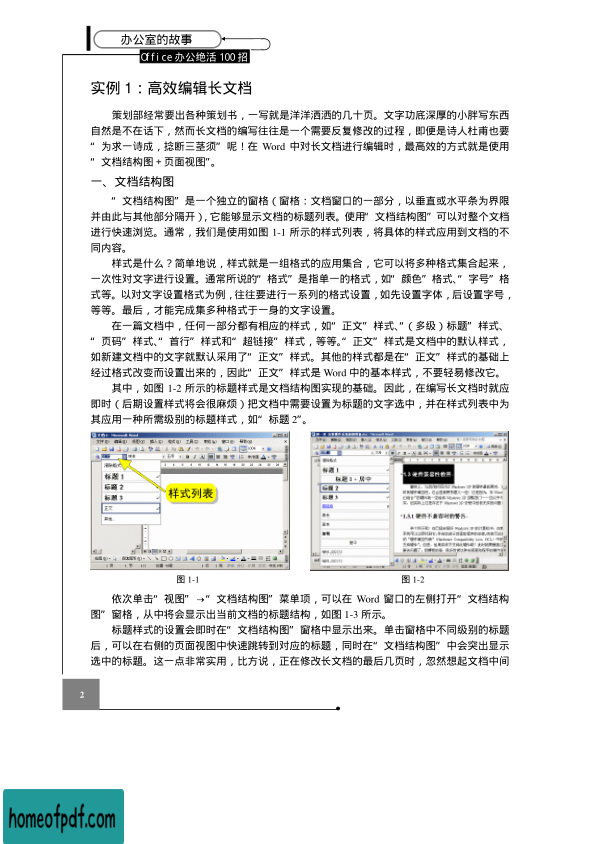 办公室的故事
Office 办公绝活 100 招
实例 1：高效编辑长文档
策划部经常要出各种策划书，一写就是洋洋洒洒的几十页。文字功底深厚的小胖写东西
自然是不在话下，然而长文档的编写往往是一个需要反复修改的过程，即便是诗人杜甫也要
“为求一诗成，捻断三茎须”呢！在 Word 中对长文档进行编辑时，最高效的方式就是使用
“文档结构图＋页面视图”。
一、文档结构图
“文档结构图”是一个独立的窗格（窗格：文档窗口的一部分，以垂直或水平条为界限
并由此与其他部分隔开），它能够显示文档的标题列表。使用“文档结构图”可以对整个文档
进行快速浏览。通常，我们是使用如图 1-1 所示的样式列表，将具体的样式应用到文档的不
同内容。
样式是什么？简单地说，样式就是一组格式的应用集合，它可以将多种格式集合起来，
一次性对文字进行设置。通常所说的“格式”是指单一的格式，如“颜色”格式、“字号”格
式等。以对文字设置格式为例，往往要进行一系列的格式设置，如先设置字体，后设置字号，
等等。最后，才能完成集多种格式于一身的文字设置。
在一篇文档中，任何一部分都有相应的样式，如“正文”样式、“（多级）标题”样式、
“页码”样式、“首行”样式和“超链接”样式，等等。“正文”样式是文档中的默认样式，
如新建文档中的文字就默认采用了“正文”样式。其他的样式都是在“正文”样式的基础上
经过格式改变而设置出来的，因此“正文”样式是 Word 中的基本样式，不要轻易修改它。
其中，如图 1-2 所示的标题样式是文档结构图实现的基础。因此，在编写长文档时就应
即时（后期设置样式将会很麻烦）把文档中需要设置为标题的文字选中，并在样式列表中为
其应用一种所需级别的标题样式，如“标题 2”。
清除格式
标题 1
标题 2
标题 3
正文
其他...
样式列表
标题 1
标题 1 + 居中
标题 2
标题 3
图 1-1
图 1-2
依次单击“视图”→“文档结构图”菜单项，可以在 Word 窗口的左侧打开“文档结构
图”窗格，从中将会显示出当前文档的标题结构，如图 1-3 所示。
标题样式的设置会即时在“文档结构图”窗格中显示出来。单击窗格中不同级别的标题
后，可以在右侧的页面视图中快速跳转到对应的标题，同时在“文档结构图”中会突出显示
选中的标题。这一点非常实用，比方说，正在修改长文档的最后几页时，忽然想起文档中间
2
homeofpdf.com